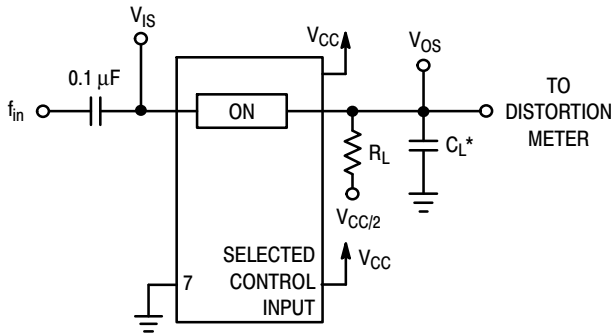 V_IS
V_CC
V_OS
0.1 μF
f_in
ON
TO
DISTORTION
METER
R_L
C_L*
V_CC/2
SELECTED
CONTROL
INPUT
V_CC
7